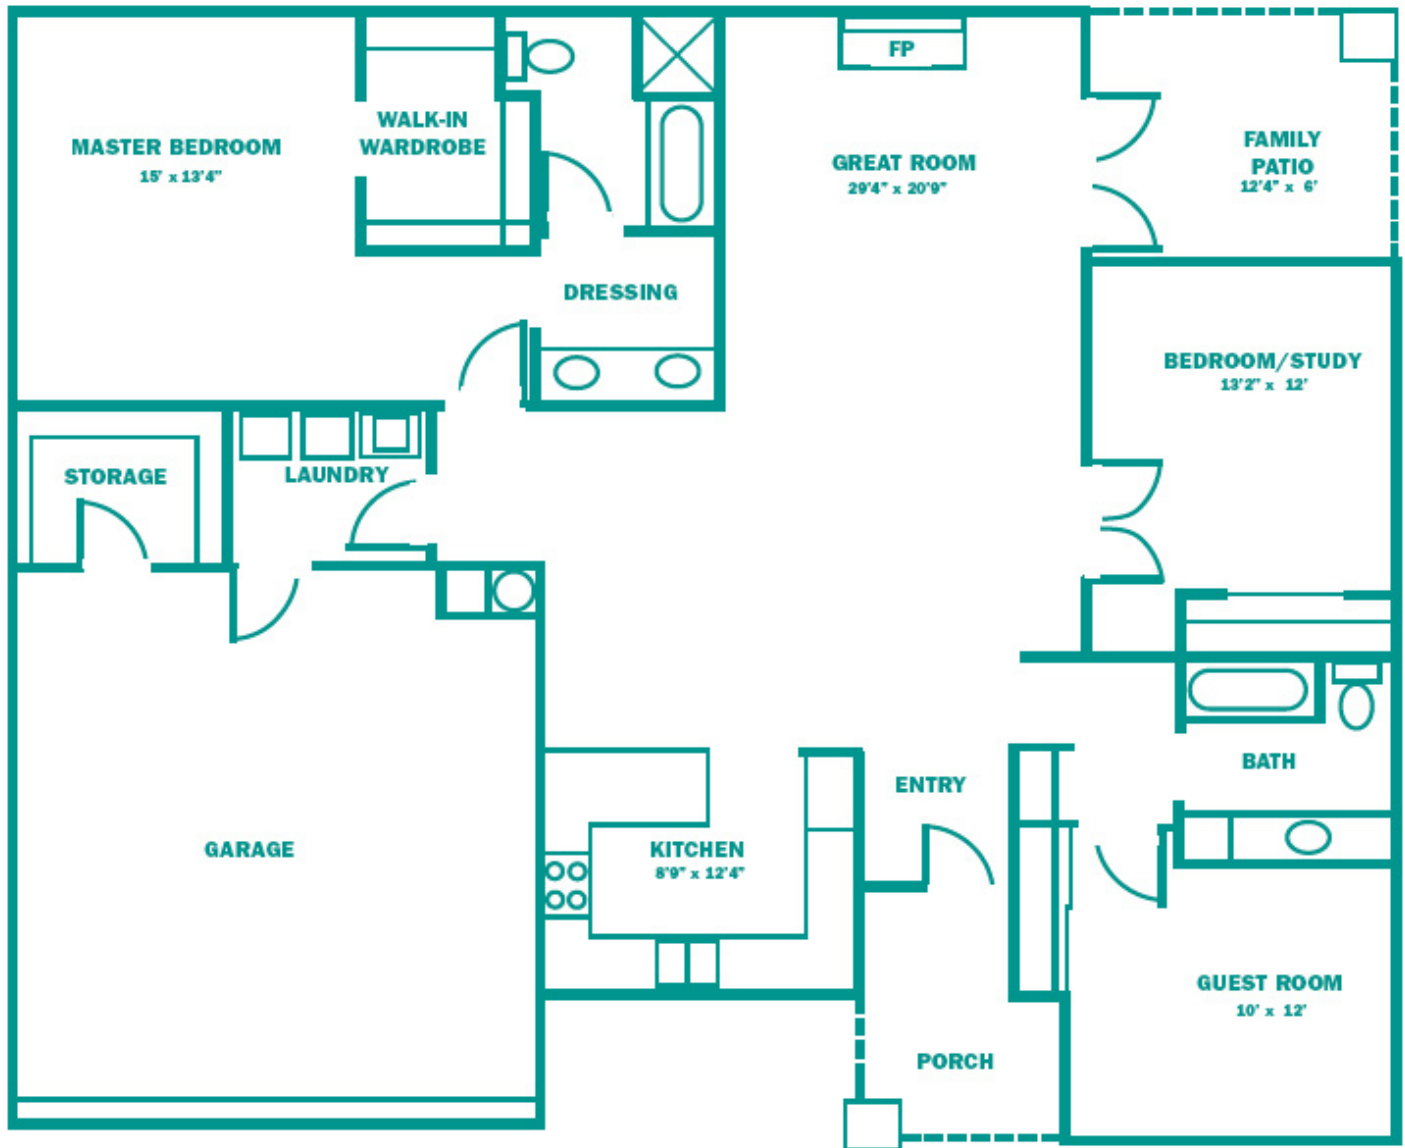 FP
WALK-IN
WARDROBE
MASTER BEDROOM
15' x 13'4"
GREAT ROOM
29'4" x 20'9"
FAMILY
PATIO
12'4" x 6'
DRESSING
BEDROOM/STUDY
13'2" x 12'
STORAGE
LAUNDRY
BATH
ENTRY
GARAGE
KITCHEN
8'9" x 12'4"
GUEST ROOM
10' x 12'
PORCH